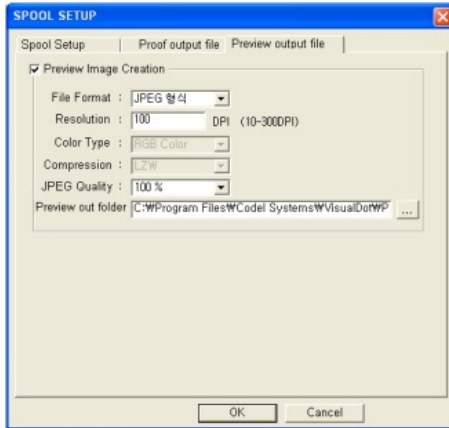 SPOOL SETUP
Spool Setup Proof output file Preview output file
Preview Image Creation
File Format : JPEG 형식
Resolution : 100 DPI (10-300DPI)
Color Type : RGB Color
Compression : LZW
JPEG Quality : 100 %
Preview out folder C:₩Program Files₩Codel Systems₩VisualDot₩P ...
OK Cancel